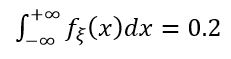 ∫_{−∞}^{+∞} f_ξ(x)dx = 0.2